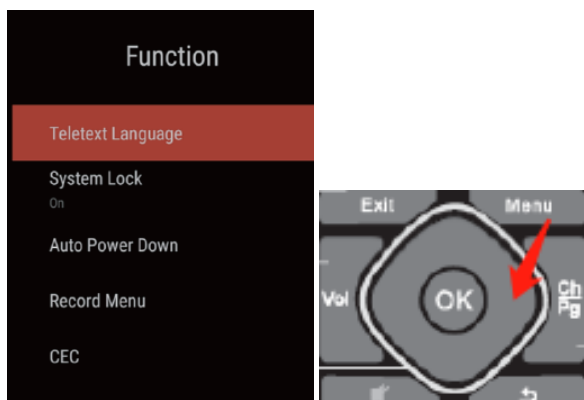 Function
Teletext Language
System Lock
On
Auto Power Down
Record Menu
CEC
Exit
Menu
Vol
OK
Ch
Pg